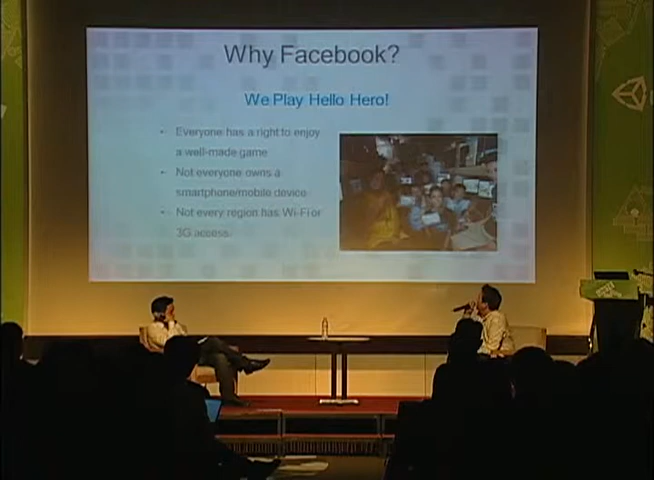 Why Facebook?
We Play Hello Hero!
• Everyone has a right to enjoy
a well-made game
• Not everyone owns a
smartphone/mobile device
• Not every region has Wi-Fi or
3G access.